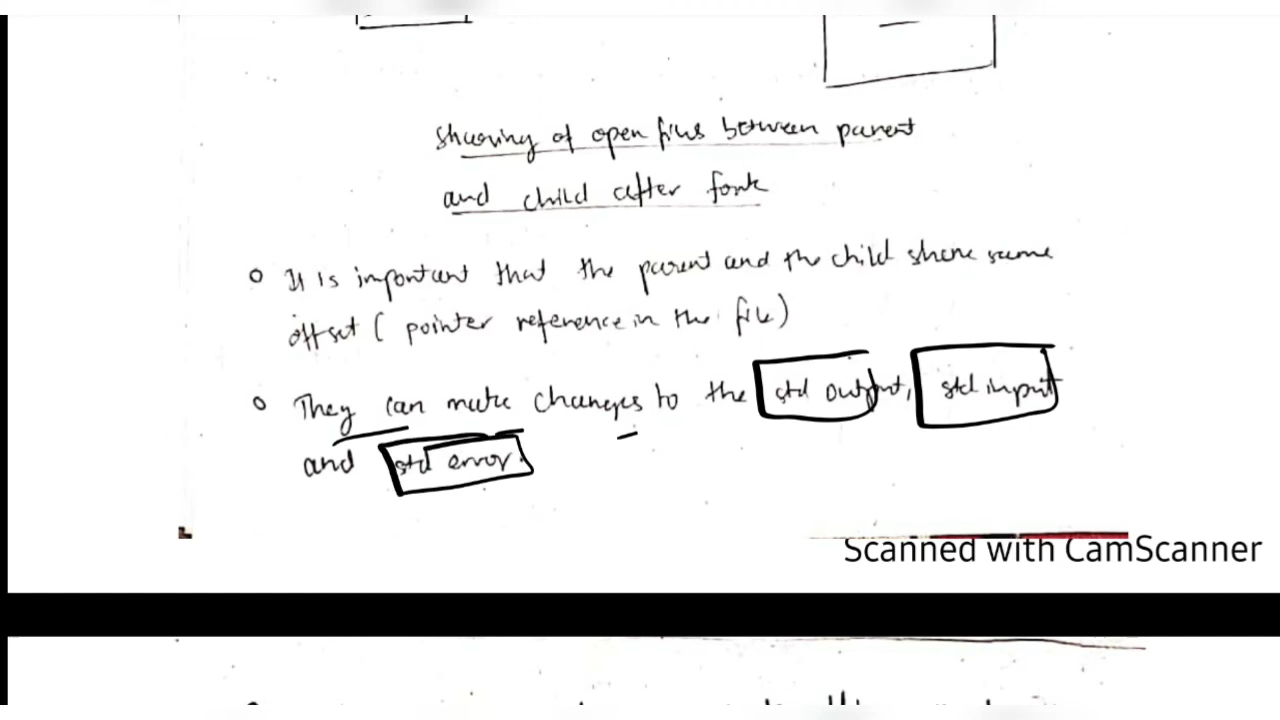 Sharing of open files between parent
and child after fork
o It is important that the parent and the child share same
offset ( pointer reference in the file)
o They can make changes to the std output, std input
and std error.
Scanned with CamScanner